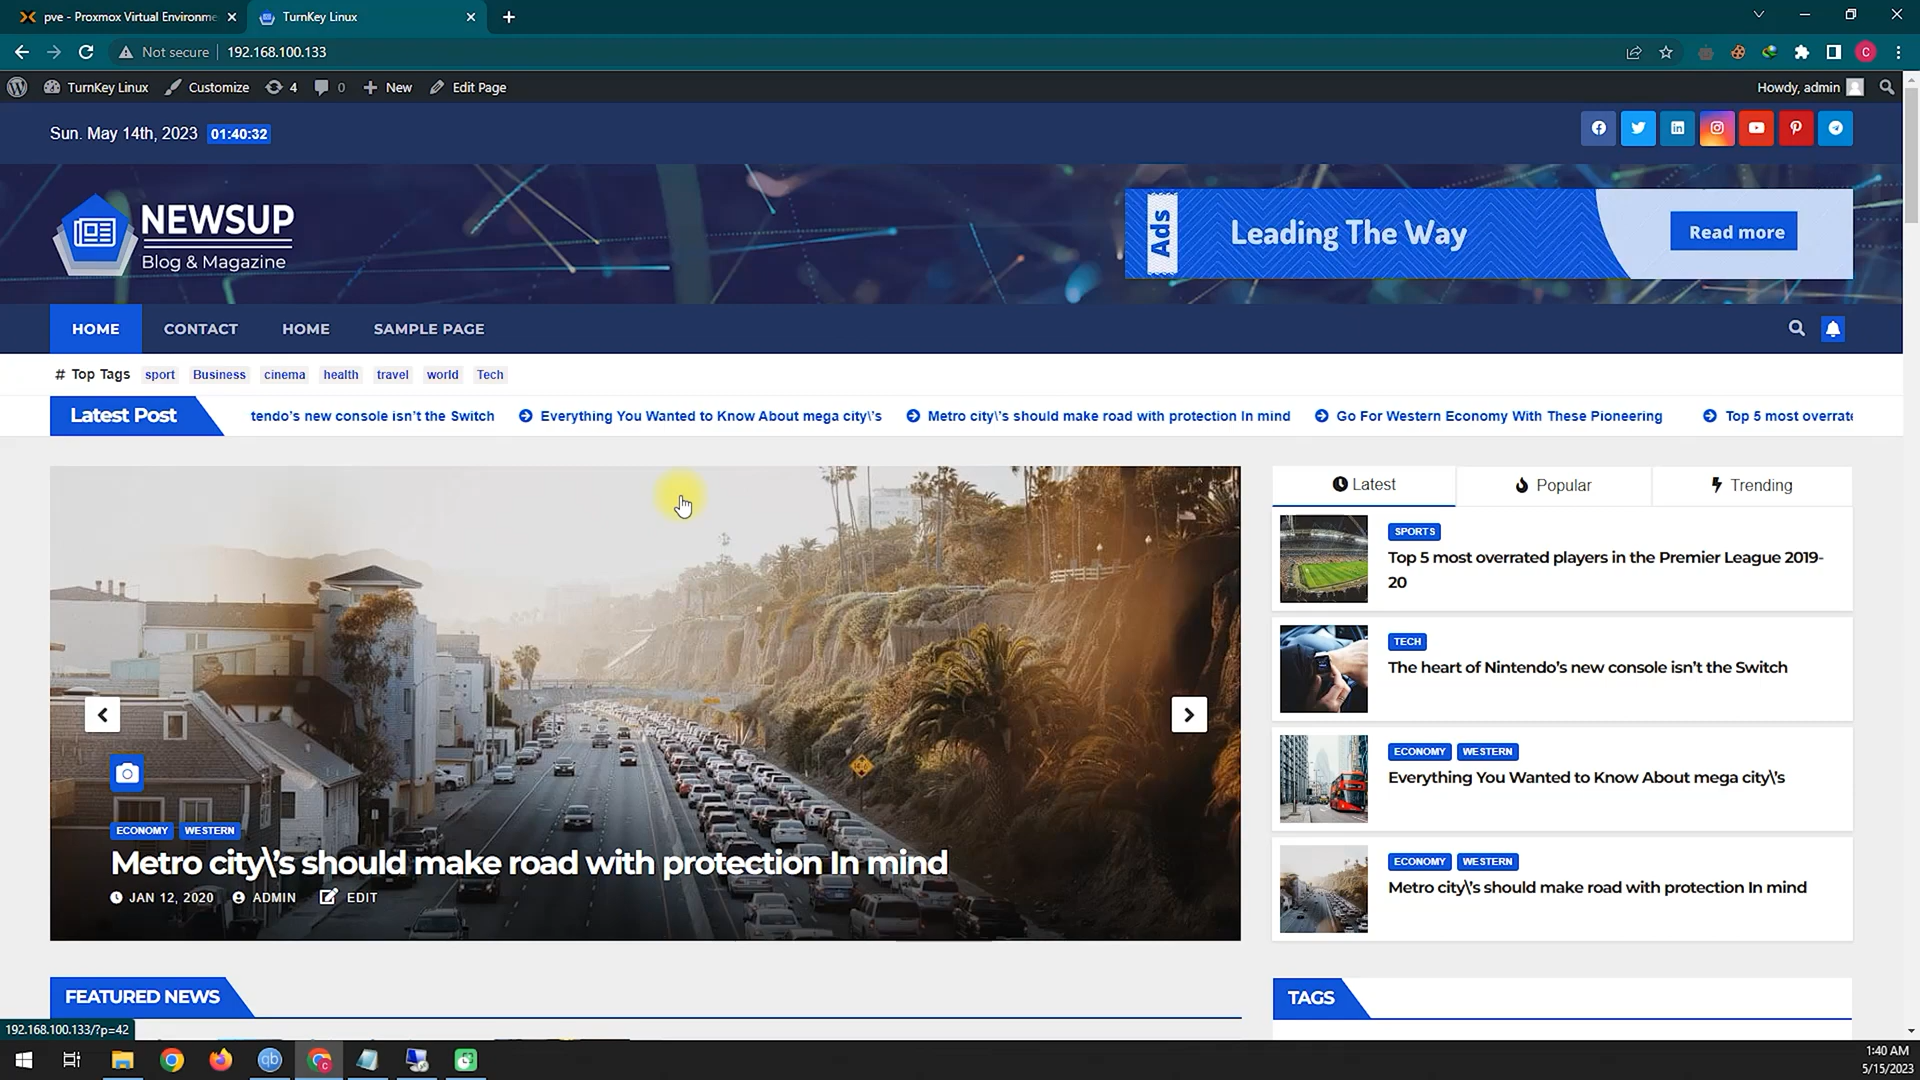 pve - Proxmox Virtual Environme
TurnKey Linux
Not secure
192.168.100.133
C
TurnKey Linux
Customize
4
0
New
Edit Page
Howdy, admin
Sun. May 14th, 2023
01:40:32
NEWSUP
Blog & Magazine
Ads
Leading The Way
Read more
HOME
CONTACT
HOME
SAMPLE PAGE
# Top Tags
sport
Business
cinema
health
travel
world
Tech
Latest Post
tendo's new console isn't the Switch
Everything You Wanted to Know About mega city\'s
Metro city\'s should make road with protection In mind
Go For Western Economy With These Pioneering
Top 5 most overrate
Latest
Popular
Trending
SPORTS
Top 5 most overrated players in the Premier League 2019-
20
TECH
The heart of Nintendo's new console isn't the Switch
ECONOMY
WESTERN
Everything You Wanted to Know About mega city\'s
ECONOMY
WESTERN
Metro city\'s should make road with protection In mind
ECONOMY
WESTERN
Metro city\'s should make road with protection In mind
JAN 12, 2020
ADMIN
EDIT
FEATURED NEWS
TAGS
192.168.100.133/?p=42
qb
C
1:40 AM
5/15/2023